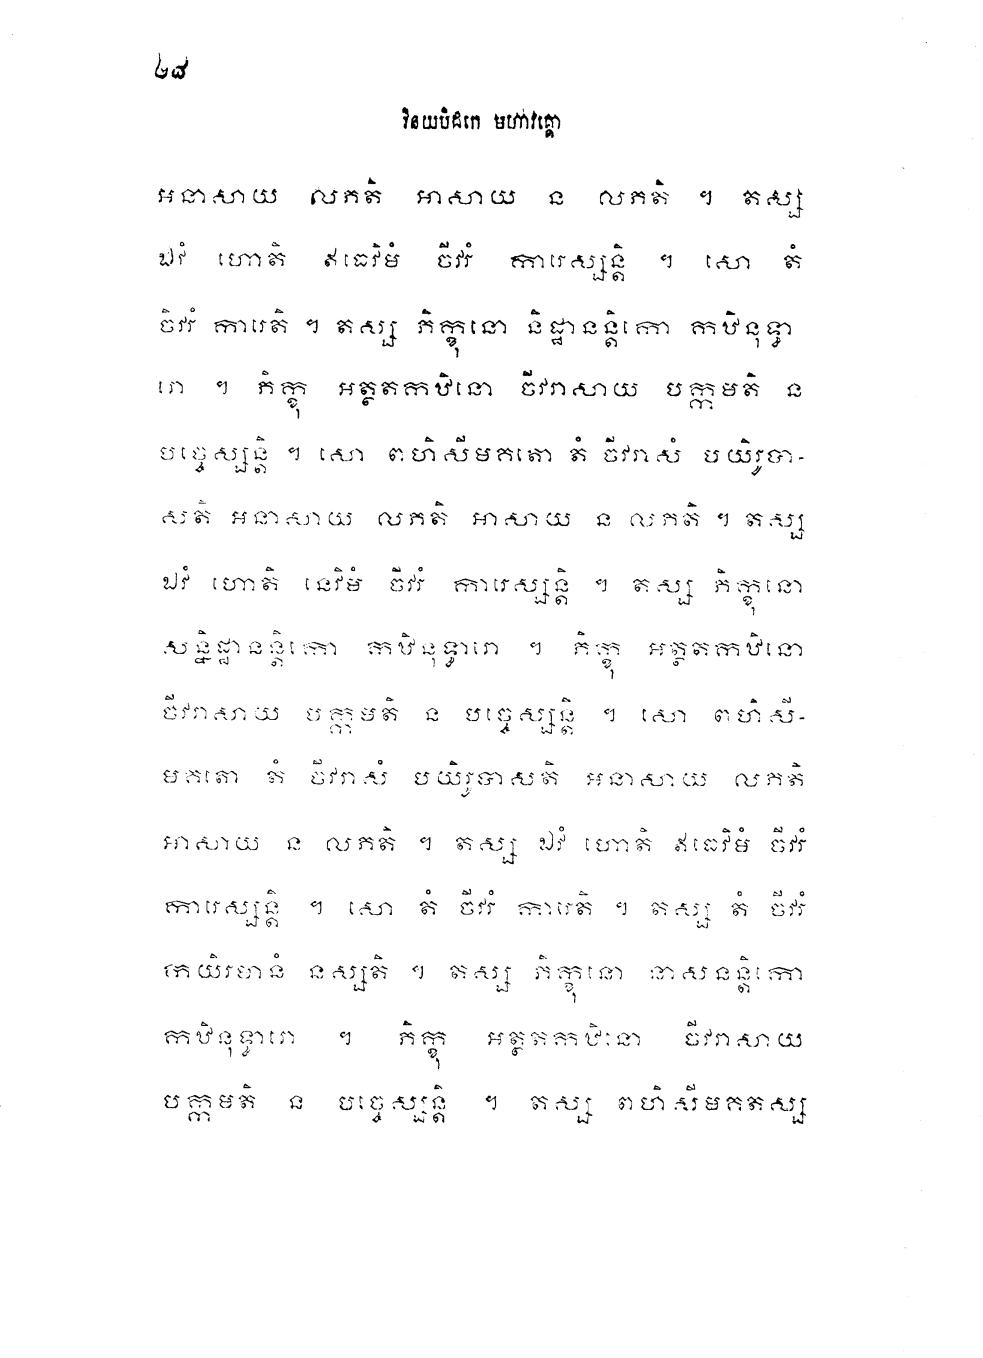 ២៨
វិនយបិដកេ មហាវគ្គោ
អនាសាយ លភតិ អាសាយ ន លភតិ ។ តស្ស
ឯវំ ហោតិ ឥធេវិមំ ចីវរំ ការេស្សន្តិ ។ សោ តំ
ចីវរំ ការេតិ ។ តស្ស ភិក្ខុនោ និដ្ឋានន្តិកោ កឋិនុទ្ធា
រោ ។ ភិក្ខុ អត្ថតកឋិនោ ចីវរាសាយ បក្កមតិ ន
បច្ចេស្សន្តិ ។ សោ ពហិសីមគតោ តំ ចីវរាសំ បយិរូបា-
សតិ អនាសាយ លភតិ អាសាយ ន លភតិ ។ តស្ស
ឯវំ ហោតិ នេវិមំ ចីវរំ ការេស្សន្តិ ។ តស្ស ភិក្ខុនោ
សន្និដ្ឋានន្តិកោ កឋិនុទ្ធារោ ។ ភិក្ខុ អត្ថតកឋិនោ
ចីវរាសាយ បក្កមតិ ន បច្ចេស្សន្តិ ។ សោ ពហិសី-
មគតោ តំ ចីវរាសំ បយិរូបាសតិ អនាសាយ លភតិ
អាសាយ ន លភតិ ។ តស្ស ឯវំ ហោតិ ឥធេវិមំ ចីវរំ
ការេស្សន្តិ ។ សោ តំ ចីវរំ ការេតិ ។ តស្ស តំ ចីវរំ
កយិរមានំ នស្សតិ ។ តស្ស ភិក្ខុនោ នាសនន្តិកោ
កឋិនុទ្ធារោ ។ ភិក្ខុ អត្ថតកឋិនោ ចីវរាសាយ
បក្កមតិ ន បច្ចេស្សន្តិ ។ តស្ស ពហិសីមគតស្ស